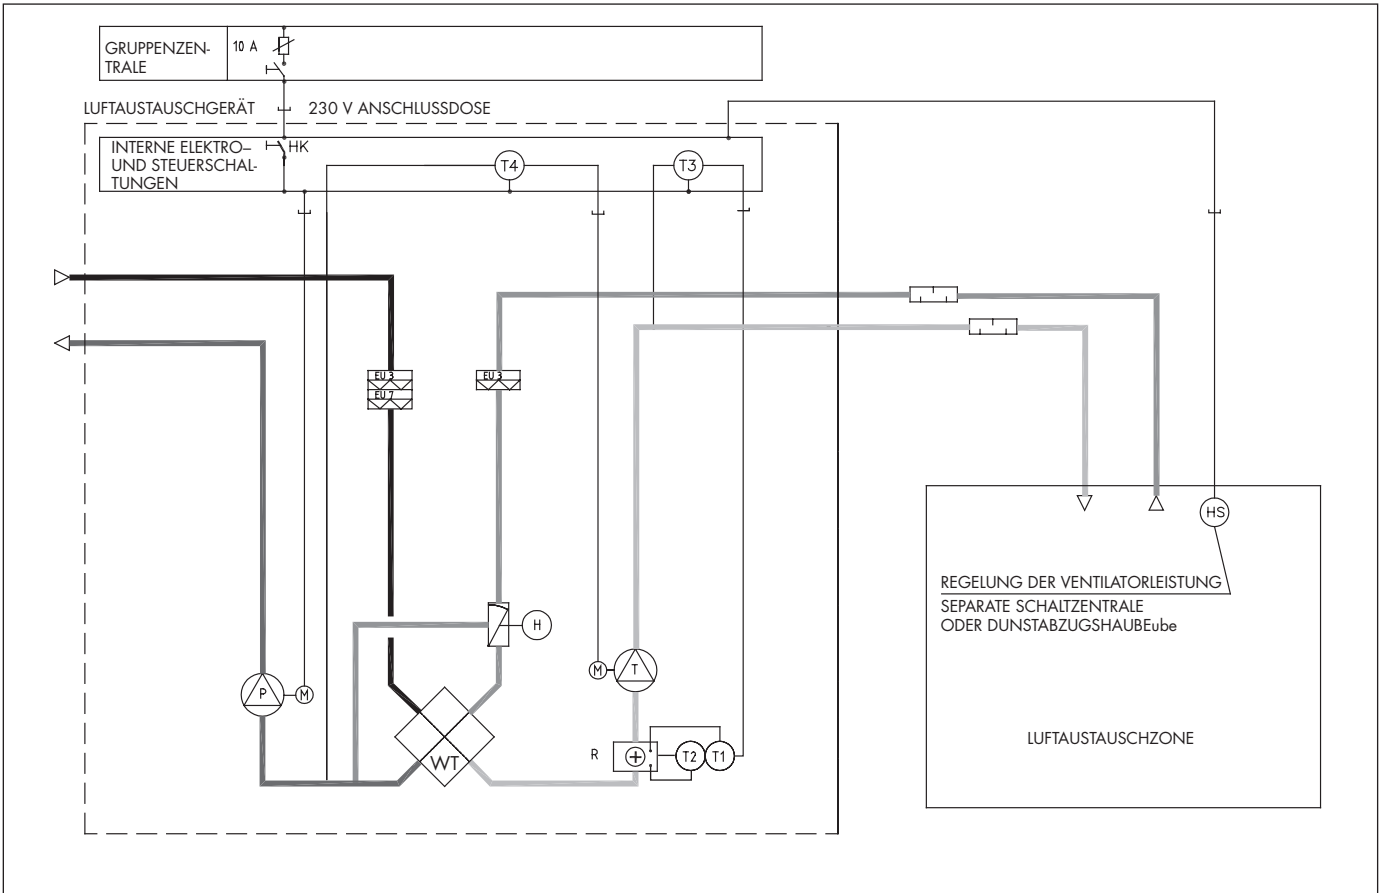 GRUPPENZEN-
TRALE
10 A
LUFTAUSTAUSCHGERÄT
230 V ANSCHLUSSDOSE
INTERNE ELEKTRO–
UND STEUERSCHAL-
TUNGEN
HK
T4
T3
EU 3
EU 7
EU 3
HS
REGELUNG DER VENTILATORLEISTUNG
SEPARATE SCHALTZENTRALE
ODER DUNSTABZUGSHAUBEube
H
M
T
P
M
WT
R
T2
T1
LUFTAUSTAUSCHZONE